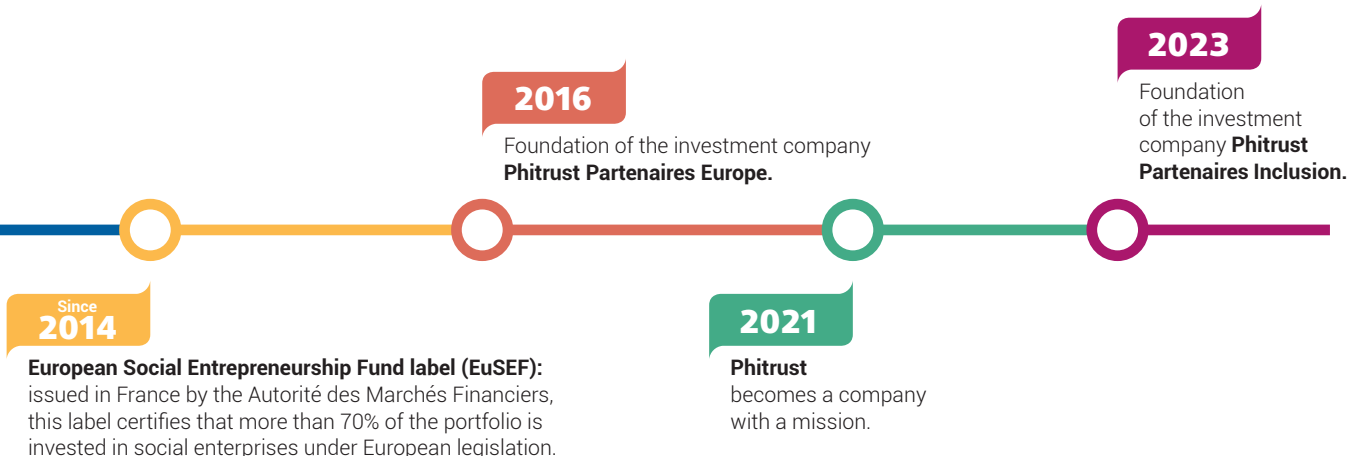 Since
2014
European Social Entrepreneurship Fund label (EuSEF):
issued in France by the Autorité des Marchés Financiers,
this label certifies that more than 70% of the portfolio is
invested in social enterprises under European legislation.
2016
Foundation of the investment company
Phitrust Partenaires Europe.
2021
Phitrust
becomes a company
with a mission.
2023
Foundation
of the investment
company Phitrust
Partenaires Inclusion.